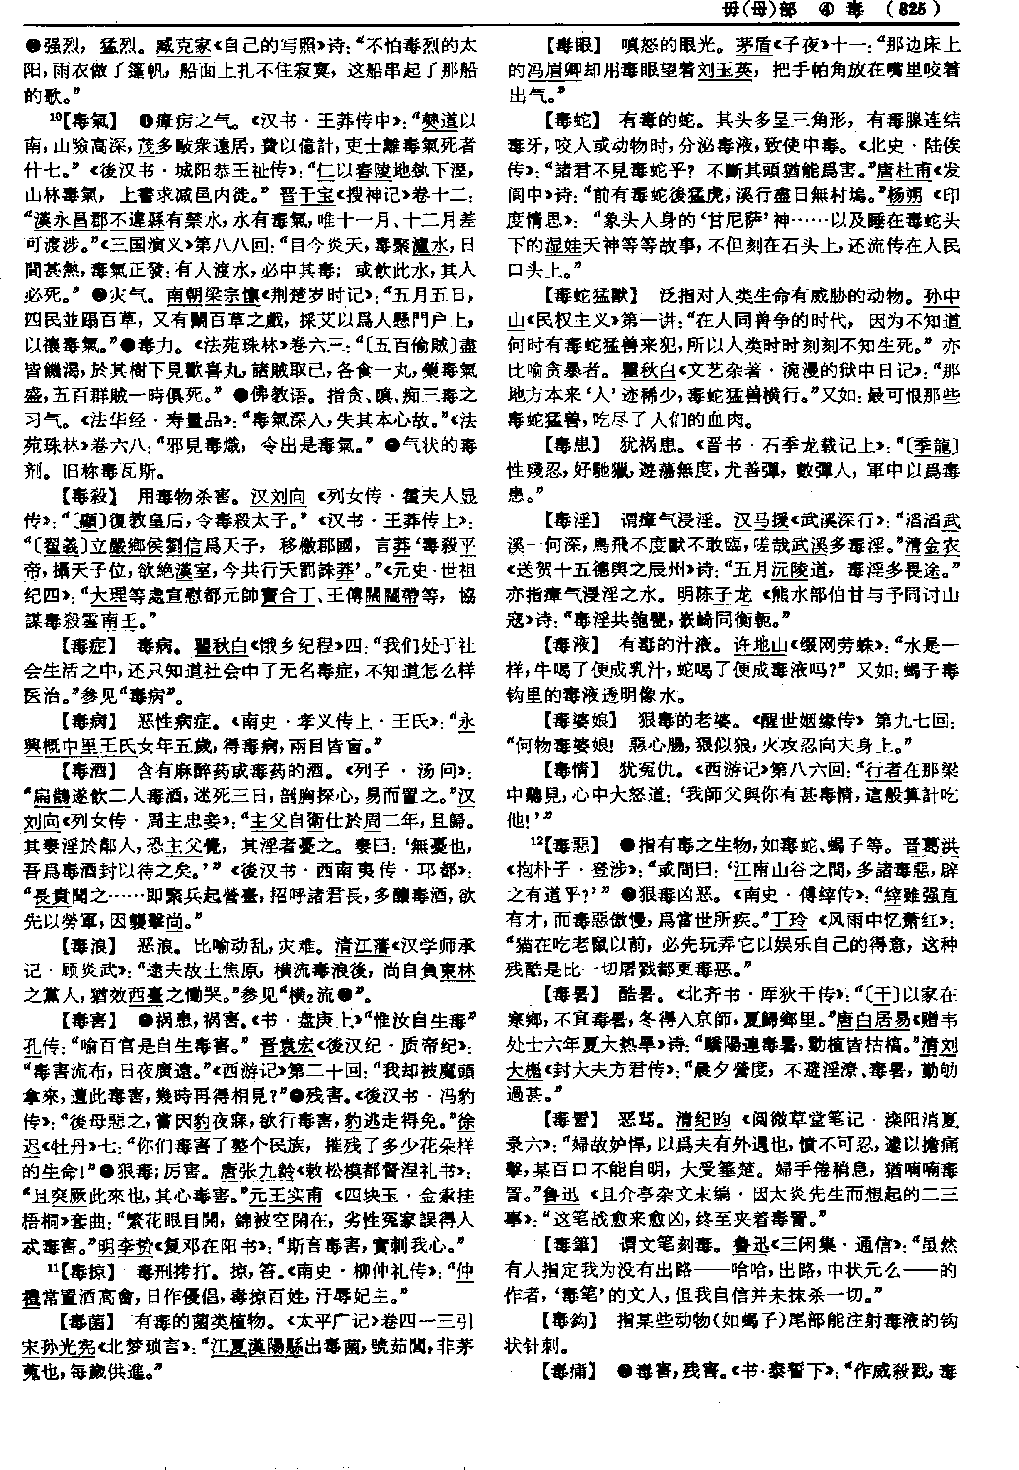 毋(母)部 ④ 毒 (825)
●强烈，猛烈。臧克家《自己的写照》诗：“不怕毒烈的太
阳，雨衣做了篷帆，船面上扎不住寂寞，这船串起了那船
的歌。”
¹⁰【毒氣】 ❶瘴疠之气。《汉书·王莽传中》：“僰道以
南，山險高深，茂多敺衆遠居，費以億計，吏士離毒氣死者
什七。”《後汉书·城阳恭王祉传》：“仁以舂陵地埶下溼，
山林毒氣，上書求減邑内徙。”晋干宝《搜神记》卷十二：
“漢永昌郡不違縣有禁水，水有毒氣，唯十一月、十二月差
可渡涉。”《三国演义》第八八回：“目今炎天，毒聚瀘水，日
間甚熱，毒氣正發；有人渡水，必中其毒；或飲此水，其人
必死。”●火气。南朝梁宗懔《荆楚岁时记》：“五月五日，
四民並蹋百草，又有鬭百草之戲，採艾以爲人懸門户上，
以禳毒氣。”●毒力。《法苑珠林》卷六三：“〔五百偷賊〕盡
皆饑渴，於其樹下見歡喜丸，諸賊取已，各食一丸，藥毒氣
盛，五百群賊一時俱死。”●佛教语。指贪、嗔、痴三毒之
习气。《法华经·寿量品》：“毒氣深入，失其本心故。”《法
苑珠林》卷六八：“邪見毒熾，令出是毒氣。”●气状的毒
剂。旧称毒瓦斯。
【毒殺】 用毒物杀害。汉刘向《列女传·霍夫人显
传》：“〔顯〕復教皇后，令毒殺太子。”《汉书·王莽传上》：
“〔翟義〕立嚴鄉侯劉信爲天子，移檄郡國，言莽‘毒殺平
帝，攝天子位，欲絶漢室，今共行天罰誅莽’。”《元史·世祖
纪四》：“大理等處宣慰都元帥寶合丁、王傅闊闊帶等，協
謀毒殺雲南王。”
【毒症】 毒病。瞿秋白《饿乡纪程》四：“我们处于社
会生活之中，还只知道社会中了无名毒症，不知道怎么样
医治。”参见“毒病”。
【毒病】 恶性病症。《南史·孝义传上·王氏》：“永
興概中里王氏女年五歲，得毒病，兩目皆盲。”
【毒酒】 含有麻醉药或毒药的酒。《列子·汤问》：
“扁鵲遂飲二人毒酒，迷死三日，剖胸探心，易而置之。”汉
刘向《列女传·周主忠妾》：“主父自衛仕於周二年，且歸。
其妻淫於鄰人，恐主父覺，其淫者憂之。妻曰：‘無憂也，
吾爲毒酒封以待之矣。’”《後汉书·西南夷传·邛都》：
“長貴聞之……即聚兵起營臺，招呼諸君長，多釀毒酒，欲
先以勞軍，因襲擊尚。”
【毒浪】 恶浪。比喻动乱，灾难。清江藩《汉学师承
记·顾炎武》：“逮夫故土焦原，横流毒浪後，尚自負東林
之黨人，猶效西臺之慟哭。”参见“横₂流●”。
【毒害】 ●祸患，祸害。《书·盘庚上》“惟汝自生毒”
孔传：“喻百官是自生毒害。”晋袁宏《後汉纪·质帝纪》：
“毒害流布，日夜廣遠。”《西游记》第二十回：“我却被魔頭
拿來，遭此毒害，幾時再得相見？”●残害。《後汉书·冯豹
传》：“後母惡之，嘗因豹夜寐，欲行毒害，豹逃走得免。”徐
迟《牡丹》七：“你们毒害了整个民族，摧残了多少花朵样
的生命！”●狠毒；厉害。唐张九龄《敕松模都督涅礼书》：
“且突厥此來也，其心毒害。”元王实甫《四块玉·金索挂
梧桐》套曲：“繁花眼目開，錦被空閑在，劣性冤家誤得人
忒毒害。”明李贽《复邓在阳书》：“斯言毒害，實刺我心。”
¹¹【毒掠】 毒刑拷打。掠，笞。《南史·柳仲礼传》：“仲
禮常置酒高會，日作優倡，毒掠百姓，汙辱妃主。”
【毒菌】 有毒的菌类植物。《太平广记》卷四一三引
宋孙光宪《北梦琐言》：“江夏漢陽縣出毒菌，號茹閭，非茅
蒐也，每歲供進。”
【毒眼】 嗔怒的眼光。茅盾《子夜》十一：“那边床上
的冯眉卿却用毒眼望着刘玉英，把手帕角放在嘴里咬着
出气。”
【毒蛇】 有毒的蛇。其头多呈三角形，有毒腺连结
毒牙，咬人或动物时，分泌毒液，致使中毒。《北史·陆俟
传》：“諸君不見毒蛇乎？不斷其頭猶能爲害。”唐杜甫《发
阆中》诗：“前有毒蛇後猛虎，溪行盡日無村塢。”杨朔《印
度情思》：“象头人身的‘甘尼萨’神……以及睡在毒蛇头
下的湿娃天神等等故事，不但刻在石头上，还流传在人民
口头上。”
【毒蛇猛獸】 泛指对人类生命有威胁的动物。孙中
山《民权主义》第一讲：“在人同兽争的时代，因为不知道
何时有毒蛇猛兽来犯，所以人类时时刻刻不知生死。”亦
比喻贪暴者。瞿秋白《文艺杂著·涴漫的狱中日记》：“那
地方本来‘人’迹稀少，毒蛇猛兽横行。”又如：最可恨那些
毒蛇猛兽，吃尽了人们的血肉。
【毒患】 犹祸患。《晋书·石季龙载记上》：“〔季龍〕
性殘忍，好馳獵，遊蕩無度，尤善彈，數彈人，軍中以爲毒
患。”
【毒淫】 谓瘴气浸淫。汉马援《武溪深行》：“滔滔武
溪一何深，鳥飛不度獸不敢臨，嗟哉武溪多毒淫。”清金农
《送贺十五德舆之辰州》诗：“五月沅陵道，毒淫多畏途。”
亦指瘴气浸淫之水。明陈子龙《熊水部伯甘与予同讨山
寇》诗：“毒淫共匏甖，嶔崎同衡軛。”
【毒液】 有毒的汁液。许地山《缀网劳蛛》：“水是一
样，牛喝了便成乳汁，蛇喝了便成毒液吗？”又如：蝎子毒
钩里的毒液透明像水。
【毒婆娘】 狠毒的老婆。《醒世姻缘传》第九七回：
“何物毒婆娘！惡心腸，狠似狼，火攻忍向夫身上。”
【毒情】 犹冤仇。《西游记》第八六回：“行者在那梁
中聽見，心中大怒道：‘我師父與你有甚毒情，這般算計吃
他！’”
¹²【毒惡】 ●指有毒之生物，如毒蛇、蝎子等。晋葛洪
《抱朴子·登涉》：“或問曰：‘江南山谷之間，多諸毒惡，辟
之有道乎？’”●狠毒凶恶。《南史·傅縡传》：“縡雖强直
有才，而毒惡傲慢，爲當世所疾。”丁玲《风雨中忆萧红》：
“猫在吃老鼠以前，必先玩弄它以娱乐自己的得意，这种
残酷是比一切屠戮都更毒恶。”
【毒暑】 酷暑。《北齐书·厍狄干传》：“〔干〕以家在
寒鄉，不宜毒暑，冬得入京師，夏歸鄉里。”唐白居易《赠韦
处士六年夏大热旱》诗：“驕陽連毒暑，動植皆枯槁。”清刘
大櫆《封大夫方君传》：“晨夕營度，不避淫潦、毒暑，勤劬
過甚。”
【毒詈】 恶骂。清纪昀《阅微草堂笔记·滦阳消夏
录六》：“婦故妒悍，以爲夫有外遇也，憤不可忍，遽以擔痛
擊，某百口不能自明，大受箠楚。婦手倦稍息，猶喃喃毒
詈。”鲁迅《且介亭杂文末编·因太炎先生而想起的二三
事》：“这笔战愈来愈凶，终至夹着毒詈。”
【毒筆】 谓文笔刻毒。鲁迅《三闲集·通信》：“虽然
有人指定我为没有出路——哈哈，出路，中状元么——的
作者，‘毒笔’的文人，但我自信并未抹杀一切。”
【毒鈎】 指某些动物（如蝎子）尾部能注射毒液的钩
状针刺。
【毒痡】 ●毒害，残害。《书·泰誓下》：“作威殺戮，毒